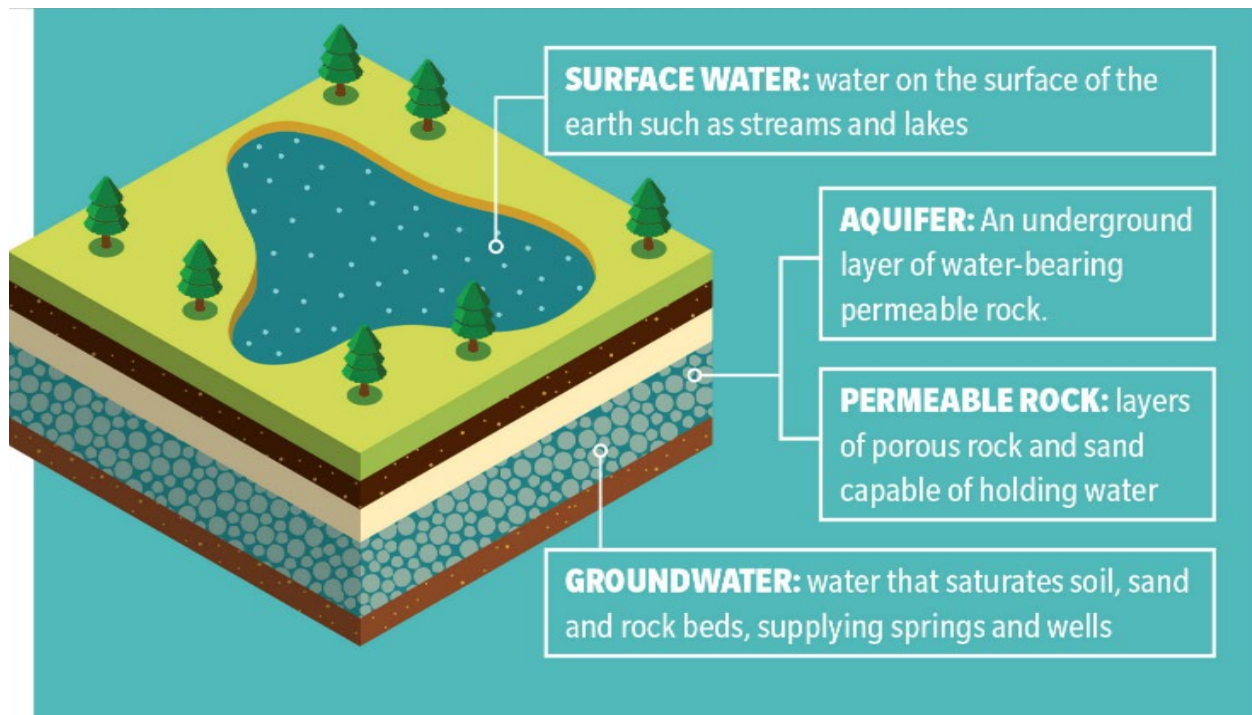 SURFACE WATER: water on the surface of the
earth such as streams and lakes
AQUIFER: An underground
layer of water-bearing
permeable rock.
PERMEABLE ROCK: layers
of porous rock and sand
capable of holding water
GROUNDWATER: water that saturates soil, sand
and rock beds, supplying springs and wells